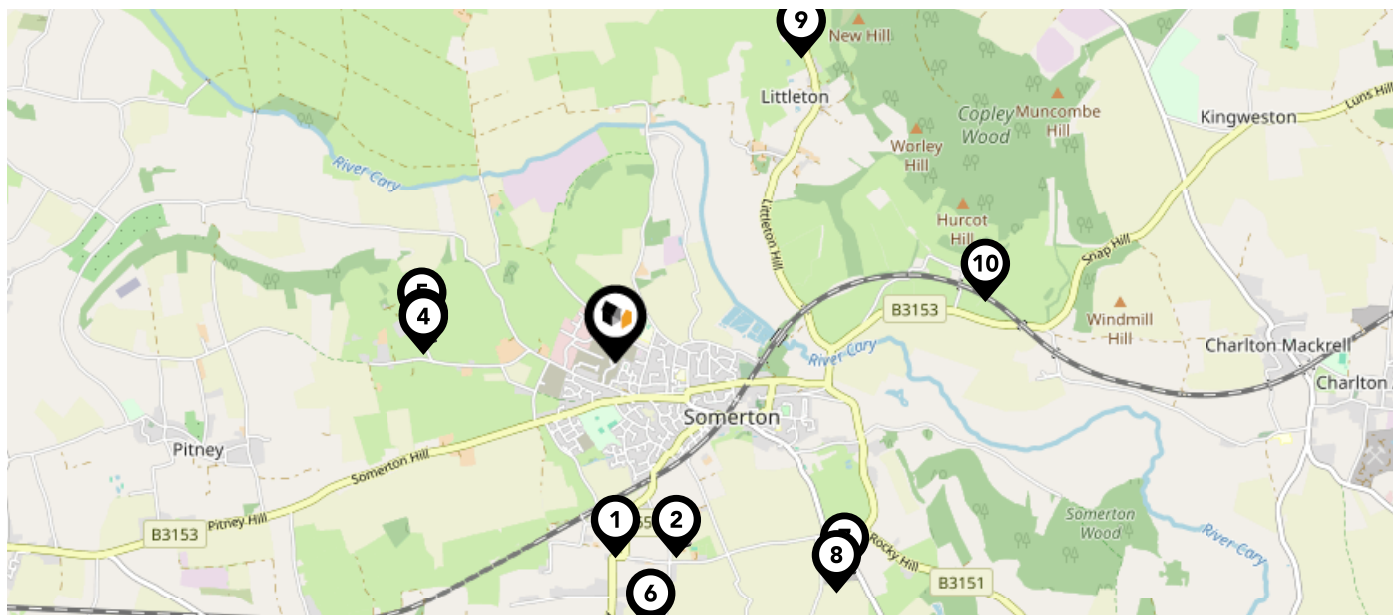 9
New Hill
Littleton
Copley
Wood
Muncombe
Hill
Kingweston
Luns Hill
Worley
Hill
River Cary
Littleton Hill
Hurcot
Hill
Snap Hill
10
5
4
B3153
Windmill
Hill
River Cary
Charlton Mackrell
Charlton
Somerton
Pitney
Somerton Hill
B3153
Pitney Hill
1
2
7
8
Rocky Hill
Somerton
Wood
River Cary
6
B3151